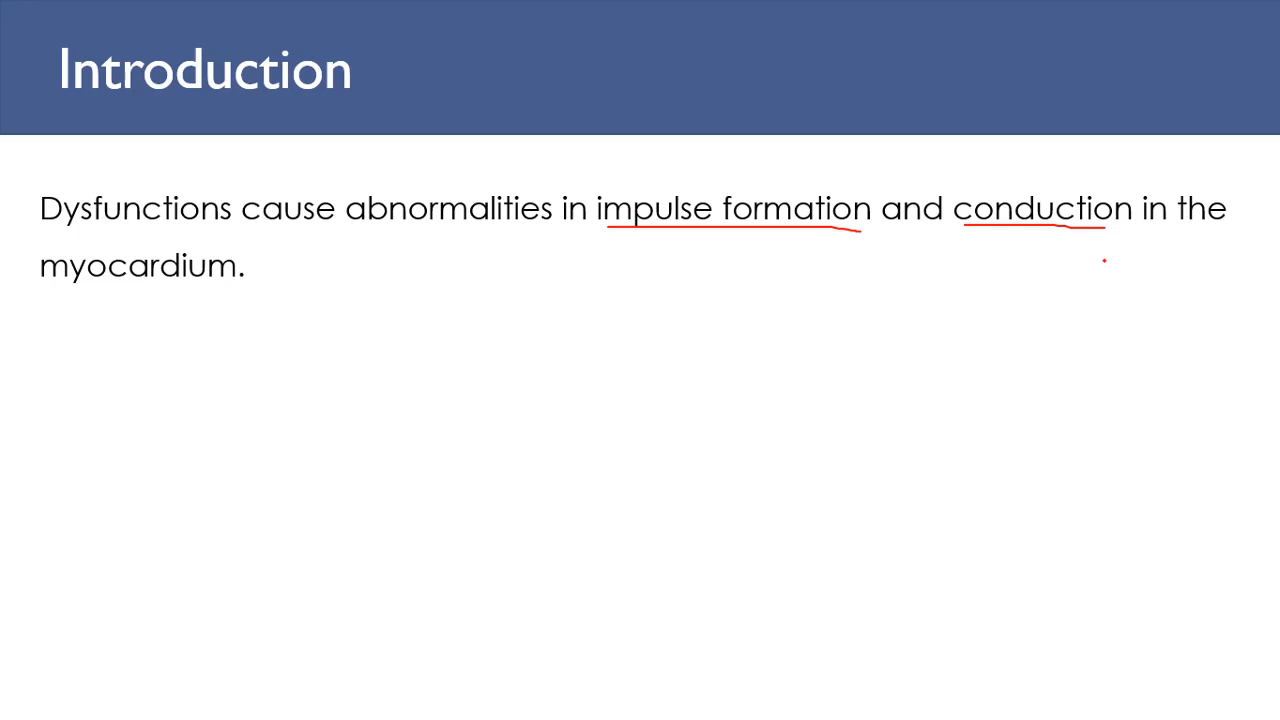 Introduction
Dysfunctions cause abnormalities in impulse formation and conduction in the
myocardium.